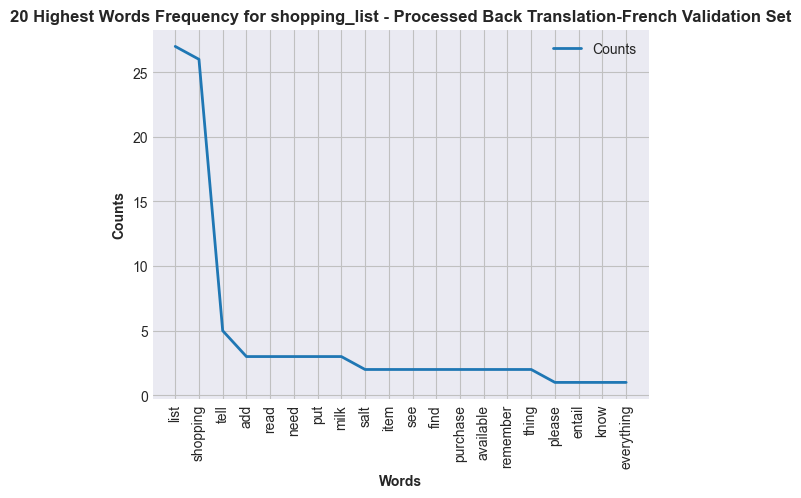 20 Highest Words Frequency for shopping_list - Processed Back Translation-French Validation Set
Counts
25
20
15
10
5
0
Counts
list
shopping
tell
add
read
need
put
milk
salt
item
see
find
purchase
available
remember
thing
please
entail
know
everything
Words